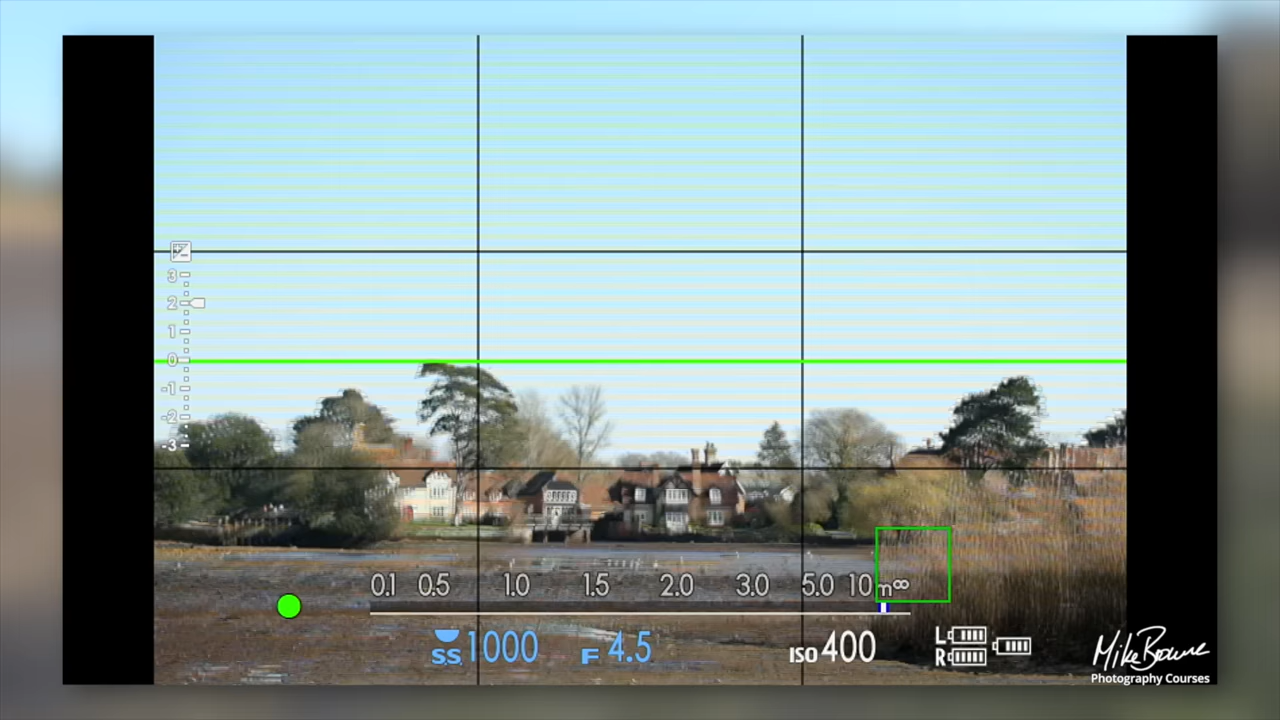 3
2
1
0
-1
-2
-3
0.1 0.5 1.0 1.5 2.0 3.0 5.0 10 m∞
SS 1000 F 4.5 ISO 400
L
R
Mike Browne
Photography Courses